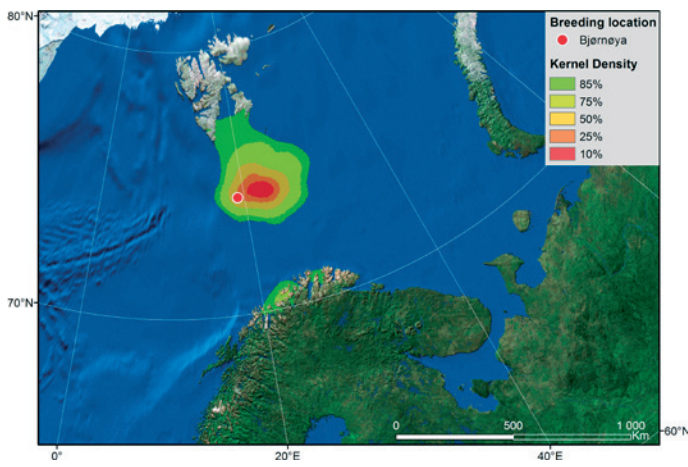 80°N
Breeding location
Bjørnøya
Kernel Density
85%
75%
50%
25%
10%
70°N
0
500
1 000
Km
60°N
0°
20°E
40°E